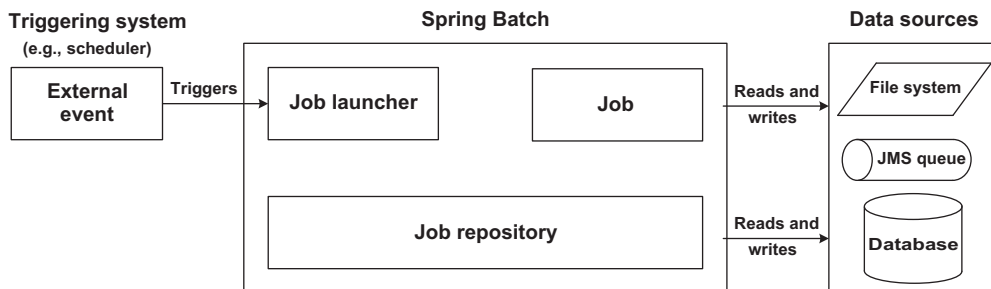 Triggering system
(e.g., scheduler)
External
event
Triggers
Spring Batch
Job launcher
Job
Job repository
Reads and
writes
Reads and
writes
Data sources
File system
JMS queue
Database